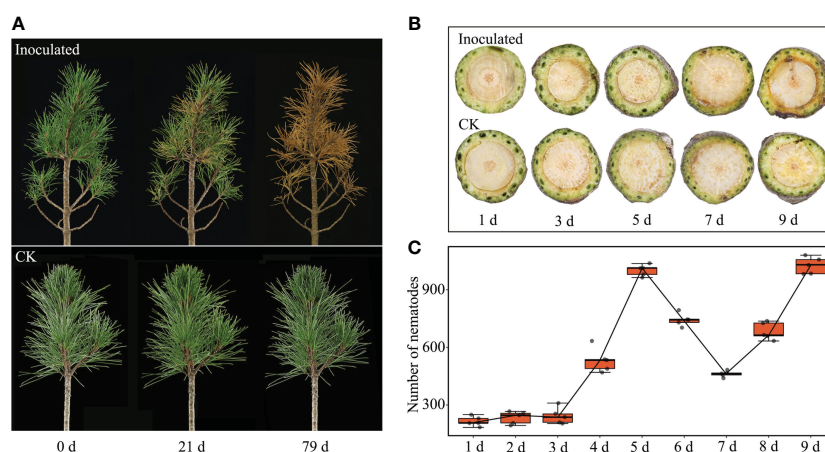 A
Inoculated
CK
0 d 21 d 79 d
B
Inoculated
CK
1 d 3 d 5 d 7 d 9 d
C
Number of nematodes
900
600
300
1 d 2 d 3 d 4 d 5 d 6 d 7 d 8 d 9 d